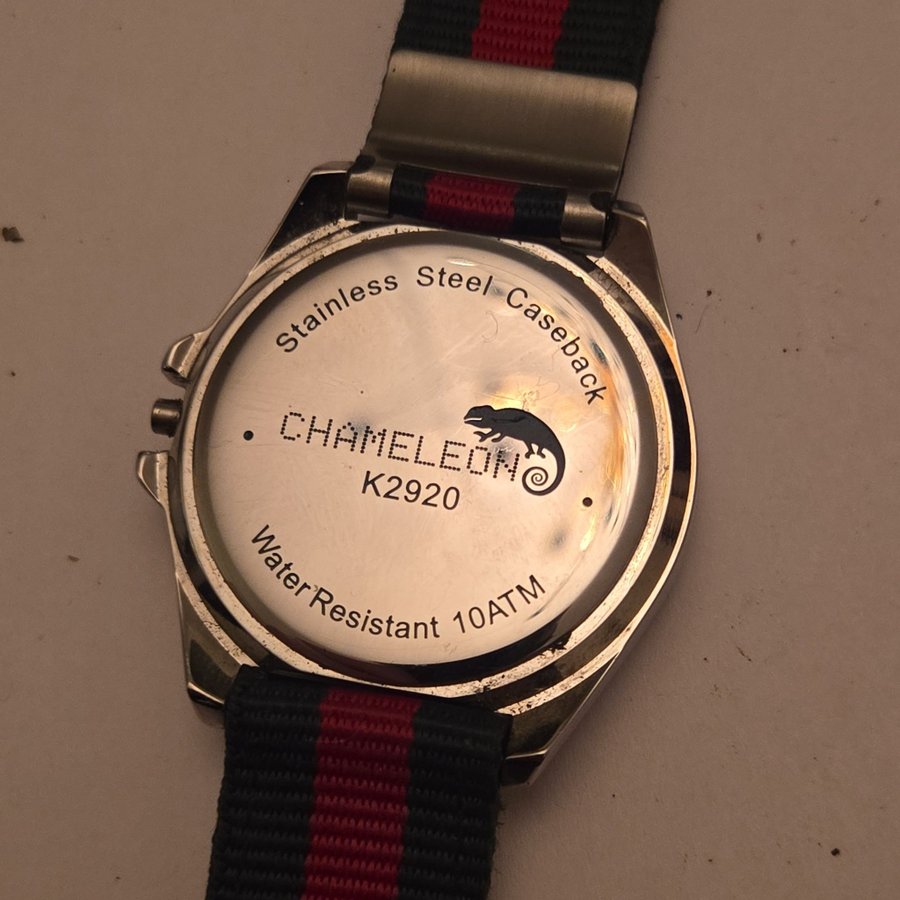 Stainless Steel Caseback
CHAMELEON
K2920
Water Resistant 10ATM